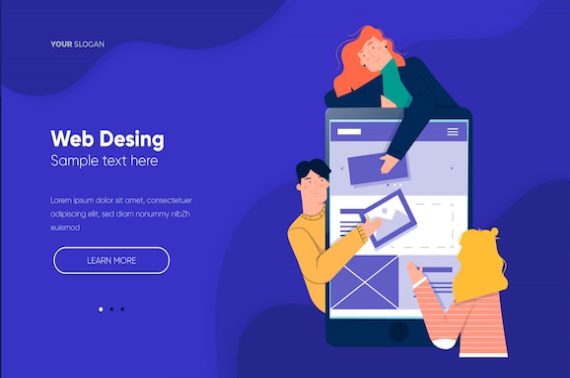 YOUR SLOGAN
Web Desing
Sample text here
Lorem ipsum dolor sit amet, consectetuer
adipiscing elit, sed diam nonummy nibZh
euismod
LEARN MORE